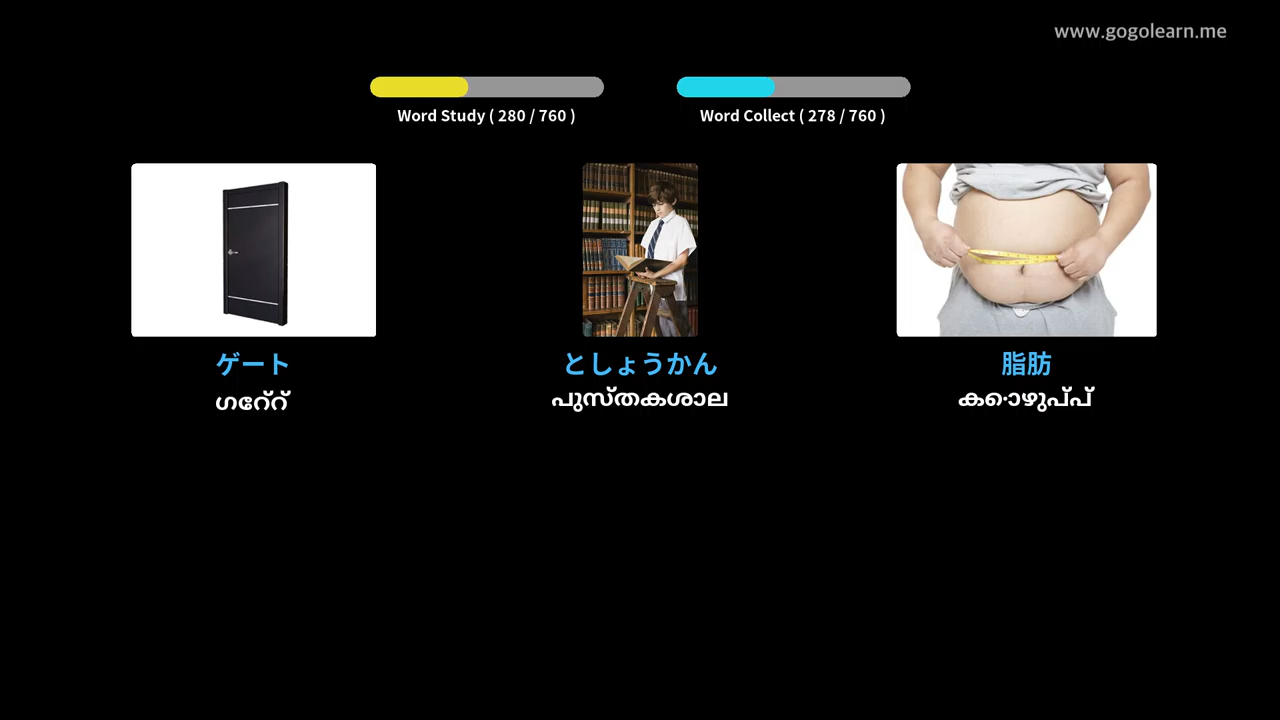 www.gogolearn.me
Word Study ( 280 / 760 )
Word Collect ( 278 / 760 )
ゲート
としょうかん
脂肪
ഗേറ്റ്
പുസ്തകശാല
കൊഴുപ്പ്